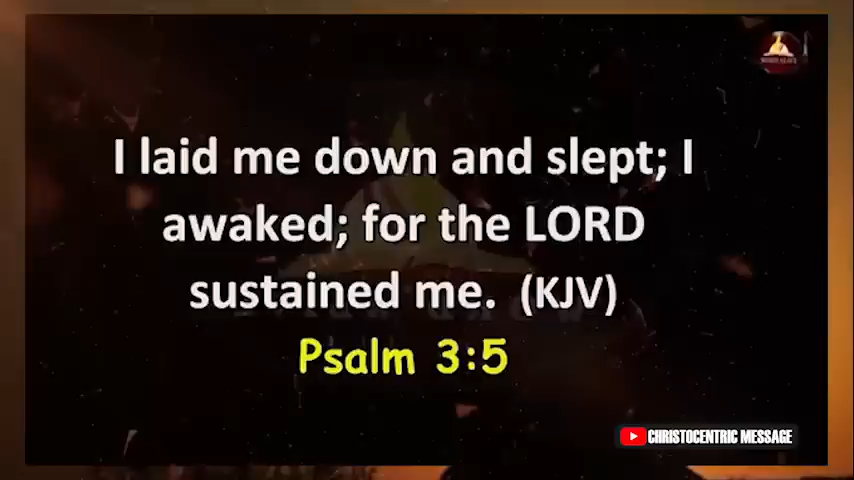 I laid me down and slept; I
awaked; for the LORD
sustained me. (KJV)
Psalm 3:5
CHRISTOCENTRIC MESSAGE